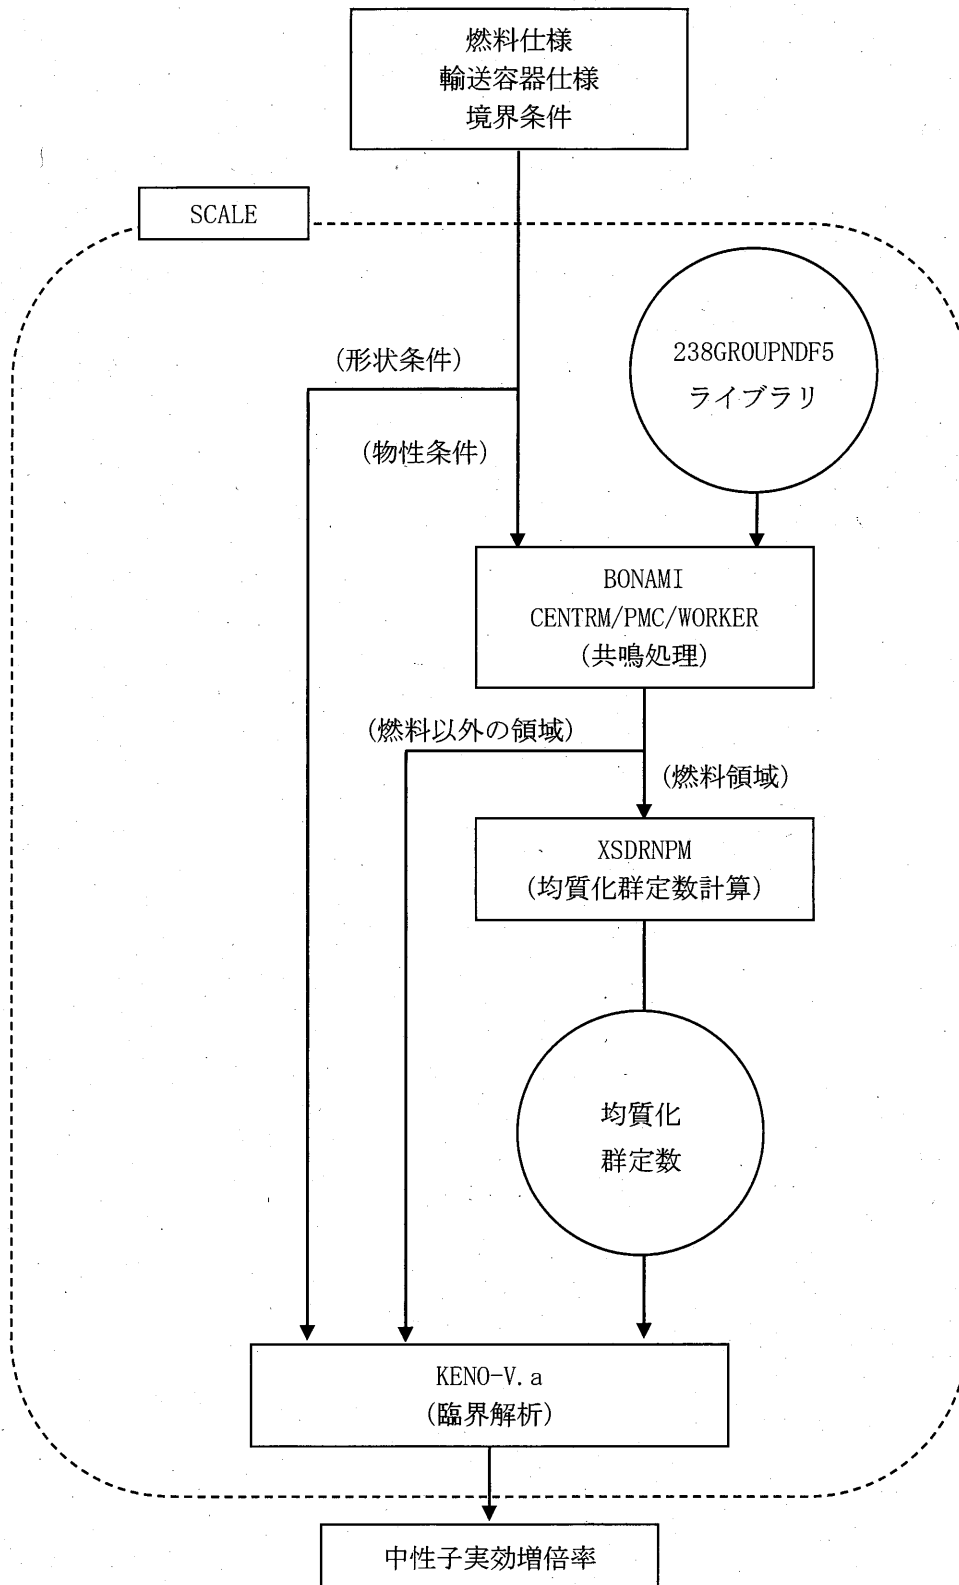 燃料仕様
輸送容器仕様
境界条件
SCALE
238GROUPNDF5
ライブラリ
(形状条件)
(物性条件)
BONAMI
CENTRM/PMC/WORKER
(共鳴処理)
(燃料以外の領域)
(燃料領域)
XSDRNPM
(均質化群定数計算)
均質化
群定数
KENO-V.a
(臨界解析)
中性子実効増倍率